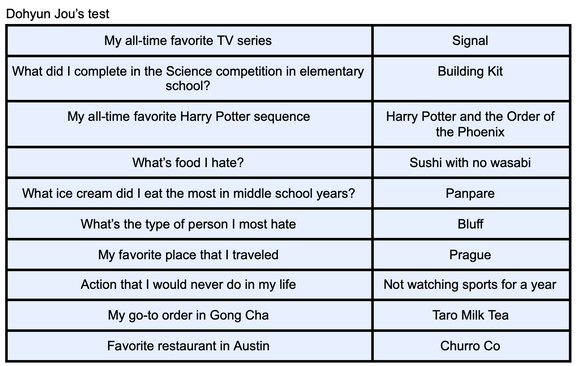 Dohyun Jou's test
My all-time favorite TV series Signal
What did I complete in the Science competition in elementary
school? Building Kit
My all-time favorite Harry Potter sequence Harry Potter and the Order of
the Phoenix
What's food I hate? Sushi with no wasabi
What ice cream did I eat the most in middle school years? Panpare
What's the type of person I most hate Bluff
My favorite place that I traveled Prague
Action that I would never do in my life Not watching sports for a year
My go-to order in Gong Cha Taro Milk Tea
Favorite restaurant in Austin Churro Co